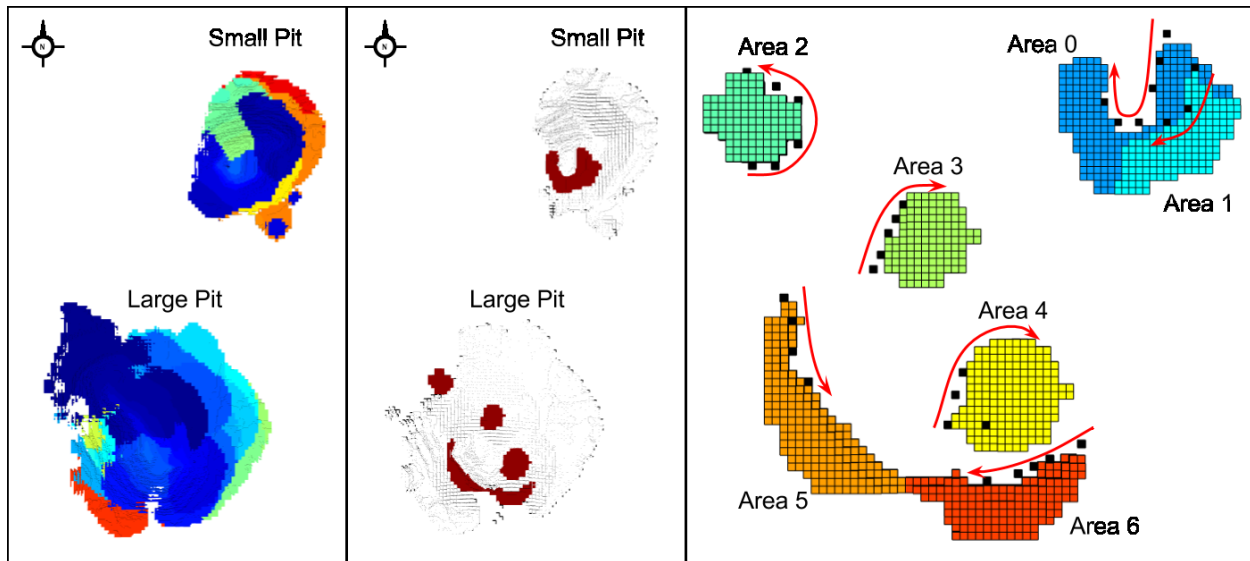 N
Small Pit
Large Pit
N
Small Pit
Large Pit
Area 2
Area 0
Area 1
Area 3
Area 4
Area 5
Area 6